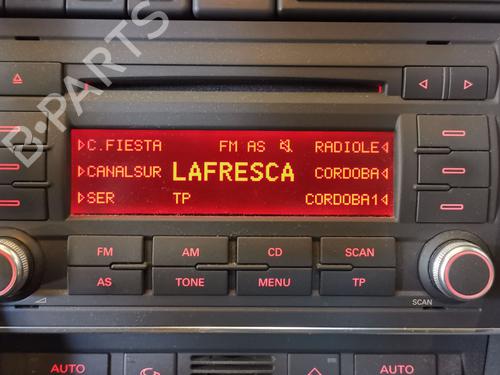 B-PARTS
C.FIESTA FM AS RADIOLE
CANALSUR LAFRESCA CORDOBA
SER TP CORDOBA1
FM AM CD SCAN
AS TONE MENU TP
SCAN
AUTO AUTO